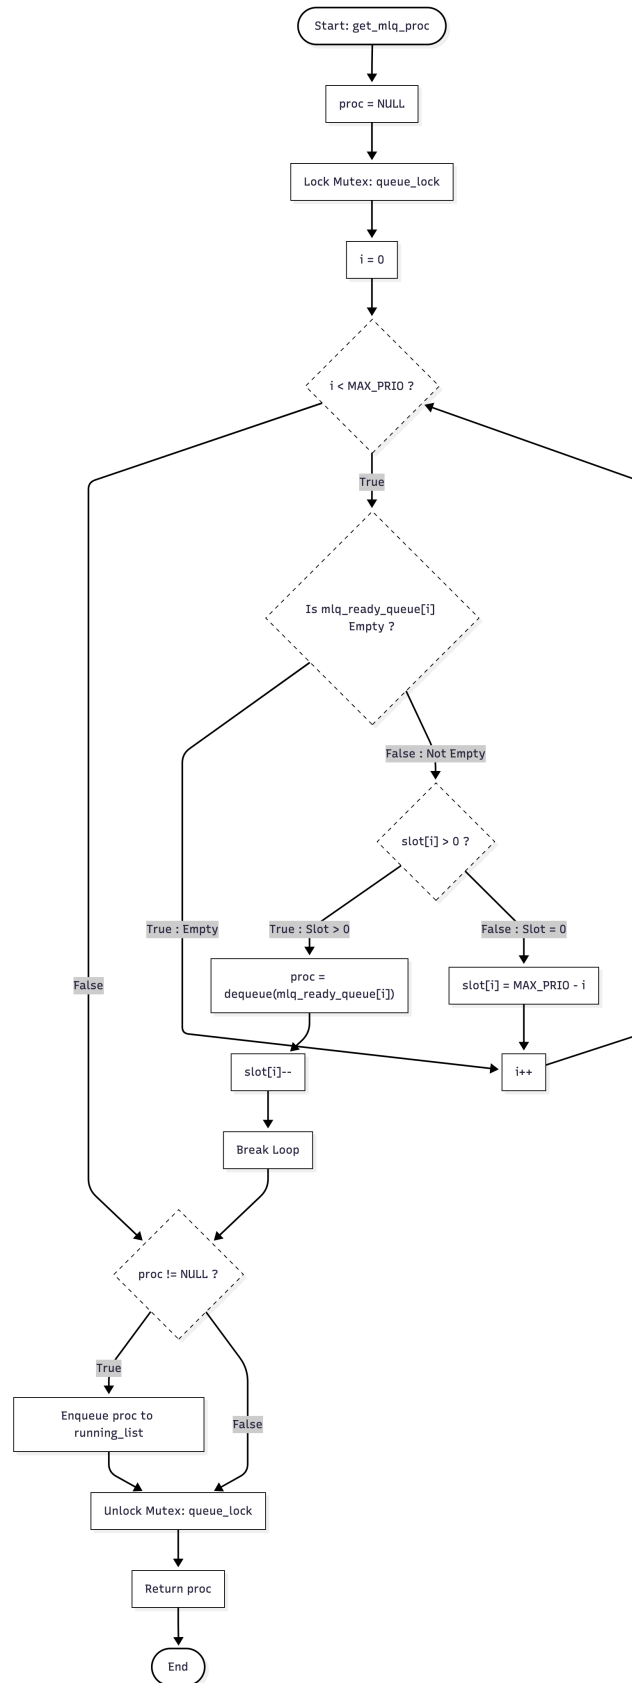 Start: get_mlq_proc
proc = NULL
Lock Mutex: queue_lock
i = 0
i < MAX_PRIO ?
True
Is mlq_ready_queue[i]
Empty ?
False : Not Empty
slot[i] > 0 ?
True : Empty
True : Slot > 0
False : Slot = 0
proc =
dequeue(mlq_ready_queue[i])
slot[i] = MAX_PRIO - i
False
slot[i]--
i++
Break Loop
proc != NULL ?
True
Enqueue proc to
running_list
False
Unlock Mutex: queue_lock
Return proc
End